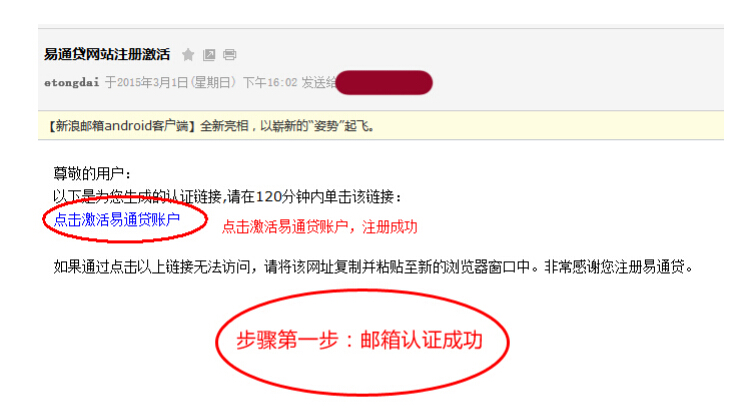 易通贷网站注册激活
etongdai 于2015年3月1日(星期日) 下午16:02 发送给
【新浪邮箱android客户端】全新亮相，以崭新的"姿势"起飞。
尊敬的用户：
以下是为您生成的认证链接,请在120分钟内单击该链接：
点击激活易通贷账户
点击激活易通贷账户，注册成功
如果通过点击以上链接无法访问，请将该网址复制并粘贴至新的浏览器窗口中。非常感谢您注册易通贷。
步骤第一步：邮箱认证成功